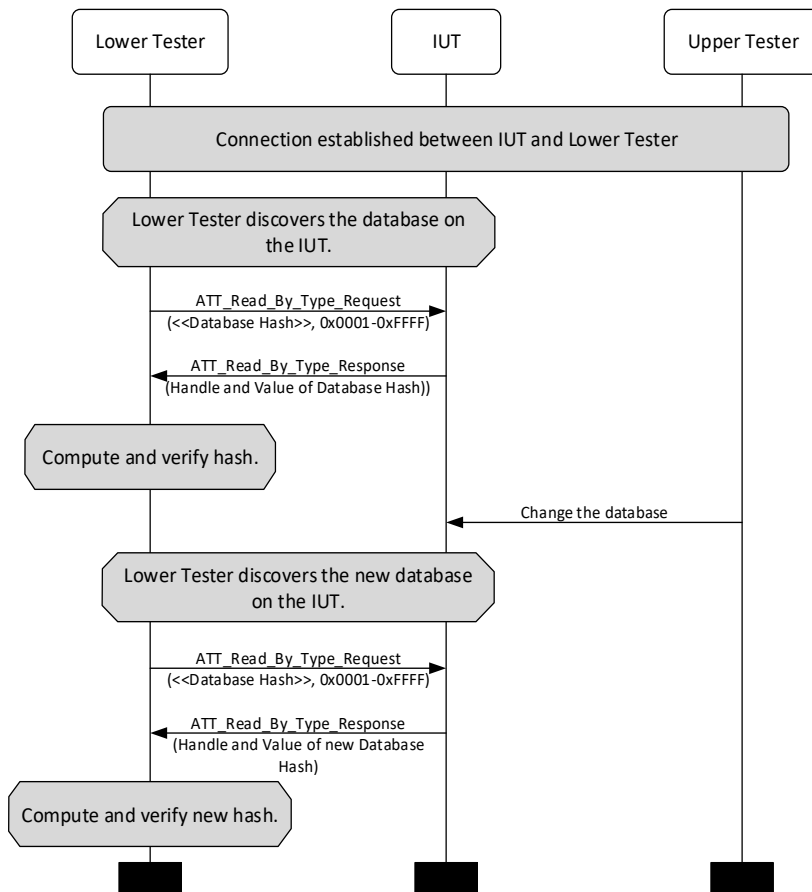 Lower Tester
IUT
Upper Tester
Connection established between IUT and Lower Tester
Lower Tester discovers the database on
the IUT.
ATT_Read_By_Type_Request
(<<Database Hash>>, 0x0001-0xFFFF)
ATT_Read_By_Type_Response
(Handle and Value of Database Hash))
Compute and verify hash.
Change the database
Lower Tester discovers the new database
on the IUT.
ATT_Read_By_Type_Request
(<<Database Hash>>, 0x0001-0xFFFF)
ATT_Read_By_Type_Response
(Handle and Value of new Database
Hash)
Compute and verify new hash.